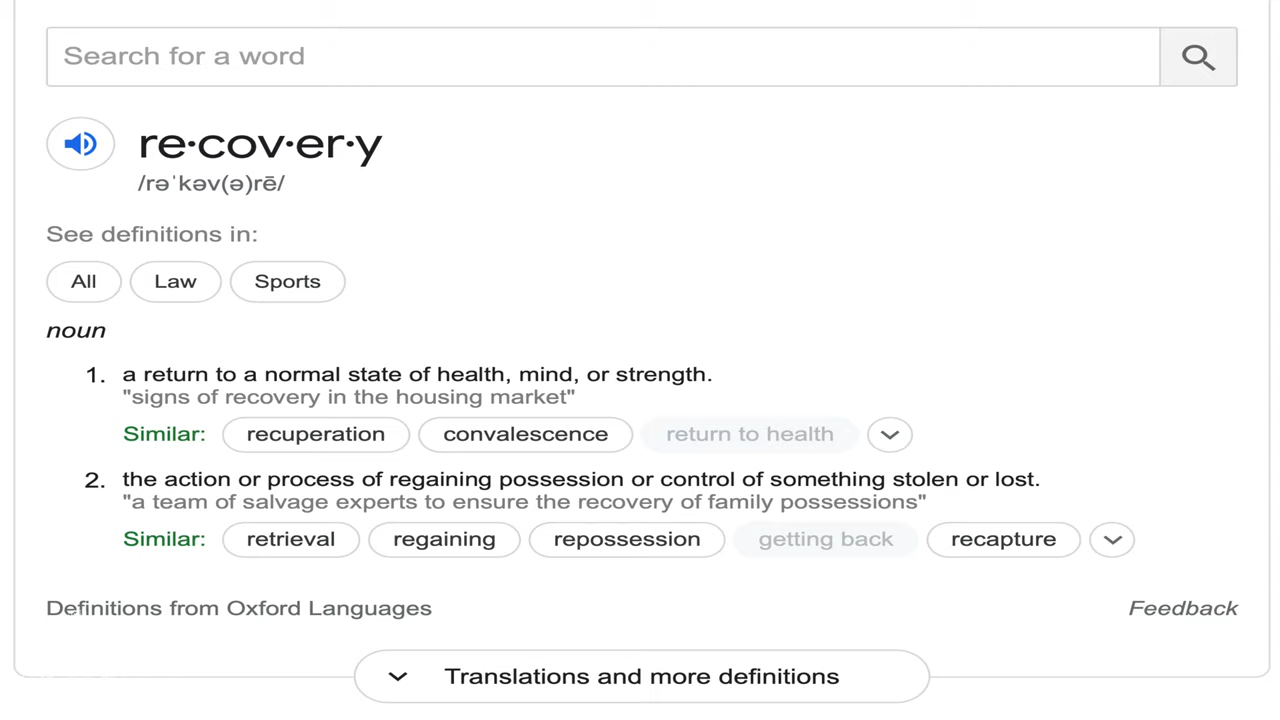 Search for a word
re·cov·er·y
/rəˈkəv(ə)rē/
See definitions in:
All Law Sports
noun
1. a return to a normal state of health, mind, or strength.
"signs of recovery in the housing market"
Similar: recuperation convalescence return to health
2. the action or process of regaining possession or control of something stolen or lost.
"a team of salvage experts to ensure the recovery of family possessions"
Similar: retrieval regaining repossession getting back recapture
Definitions from Oxford Languages Feedback
Translations and more definitions